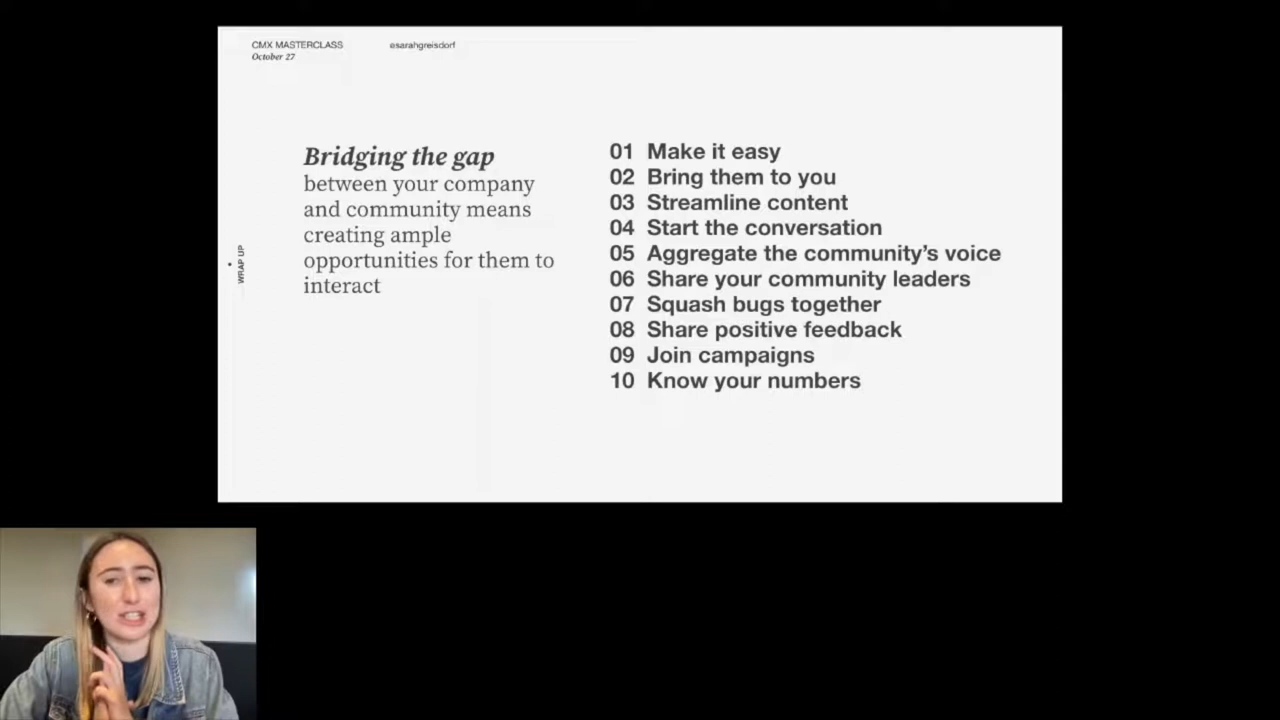 CMX MASTERCLASS
October 27
@sarahgreisdorf
WRAP UP
Bridging the gap
between your company
and community means
creating ample
opportunities for them to
interact
01 Make it easy
02 Bring them to you
03 Streamline content
04 Start the conversation
05 Aggregate the community’s voice
06 Share your community leaders
07 Squash bugs together
08 Share positive feedback
09 Join campaigns
10 Know your numbers